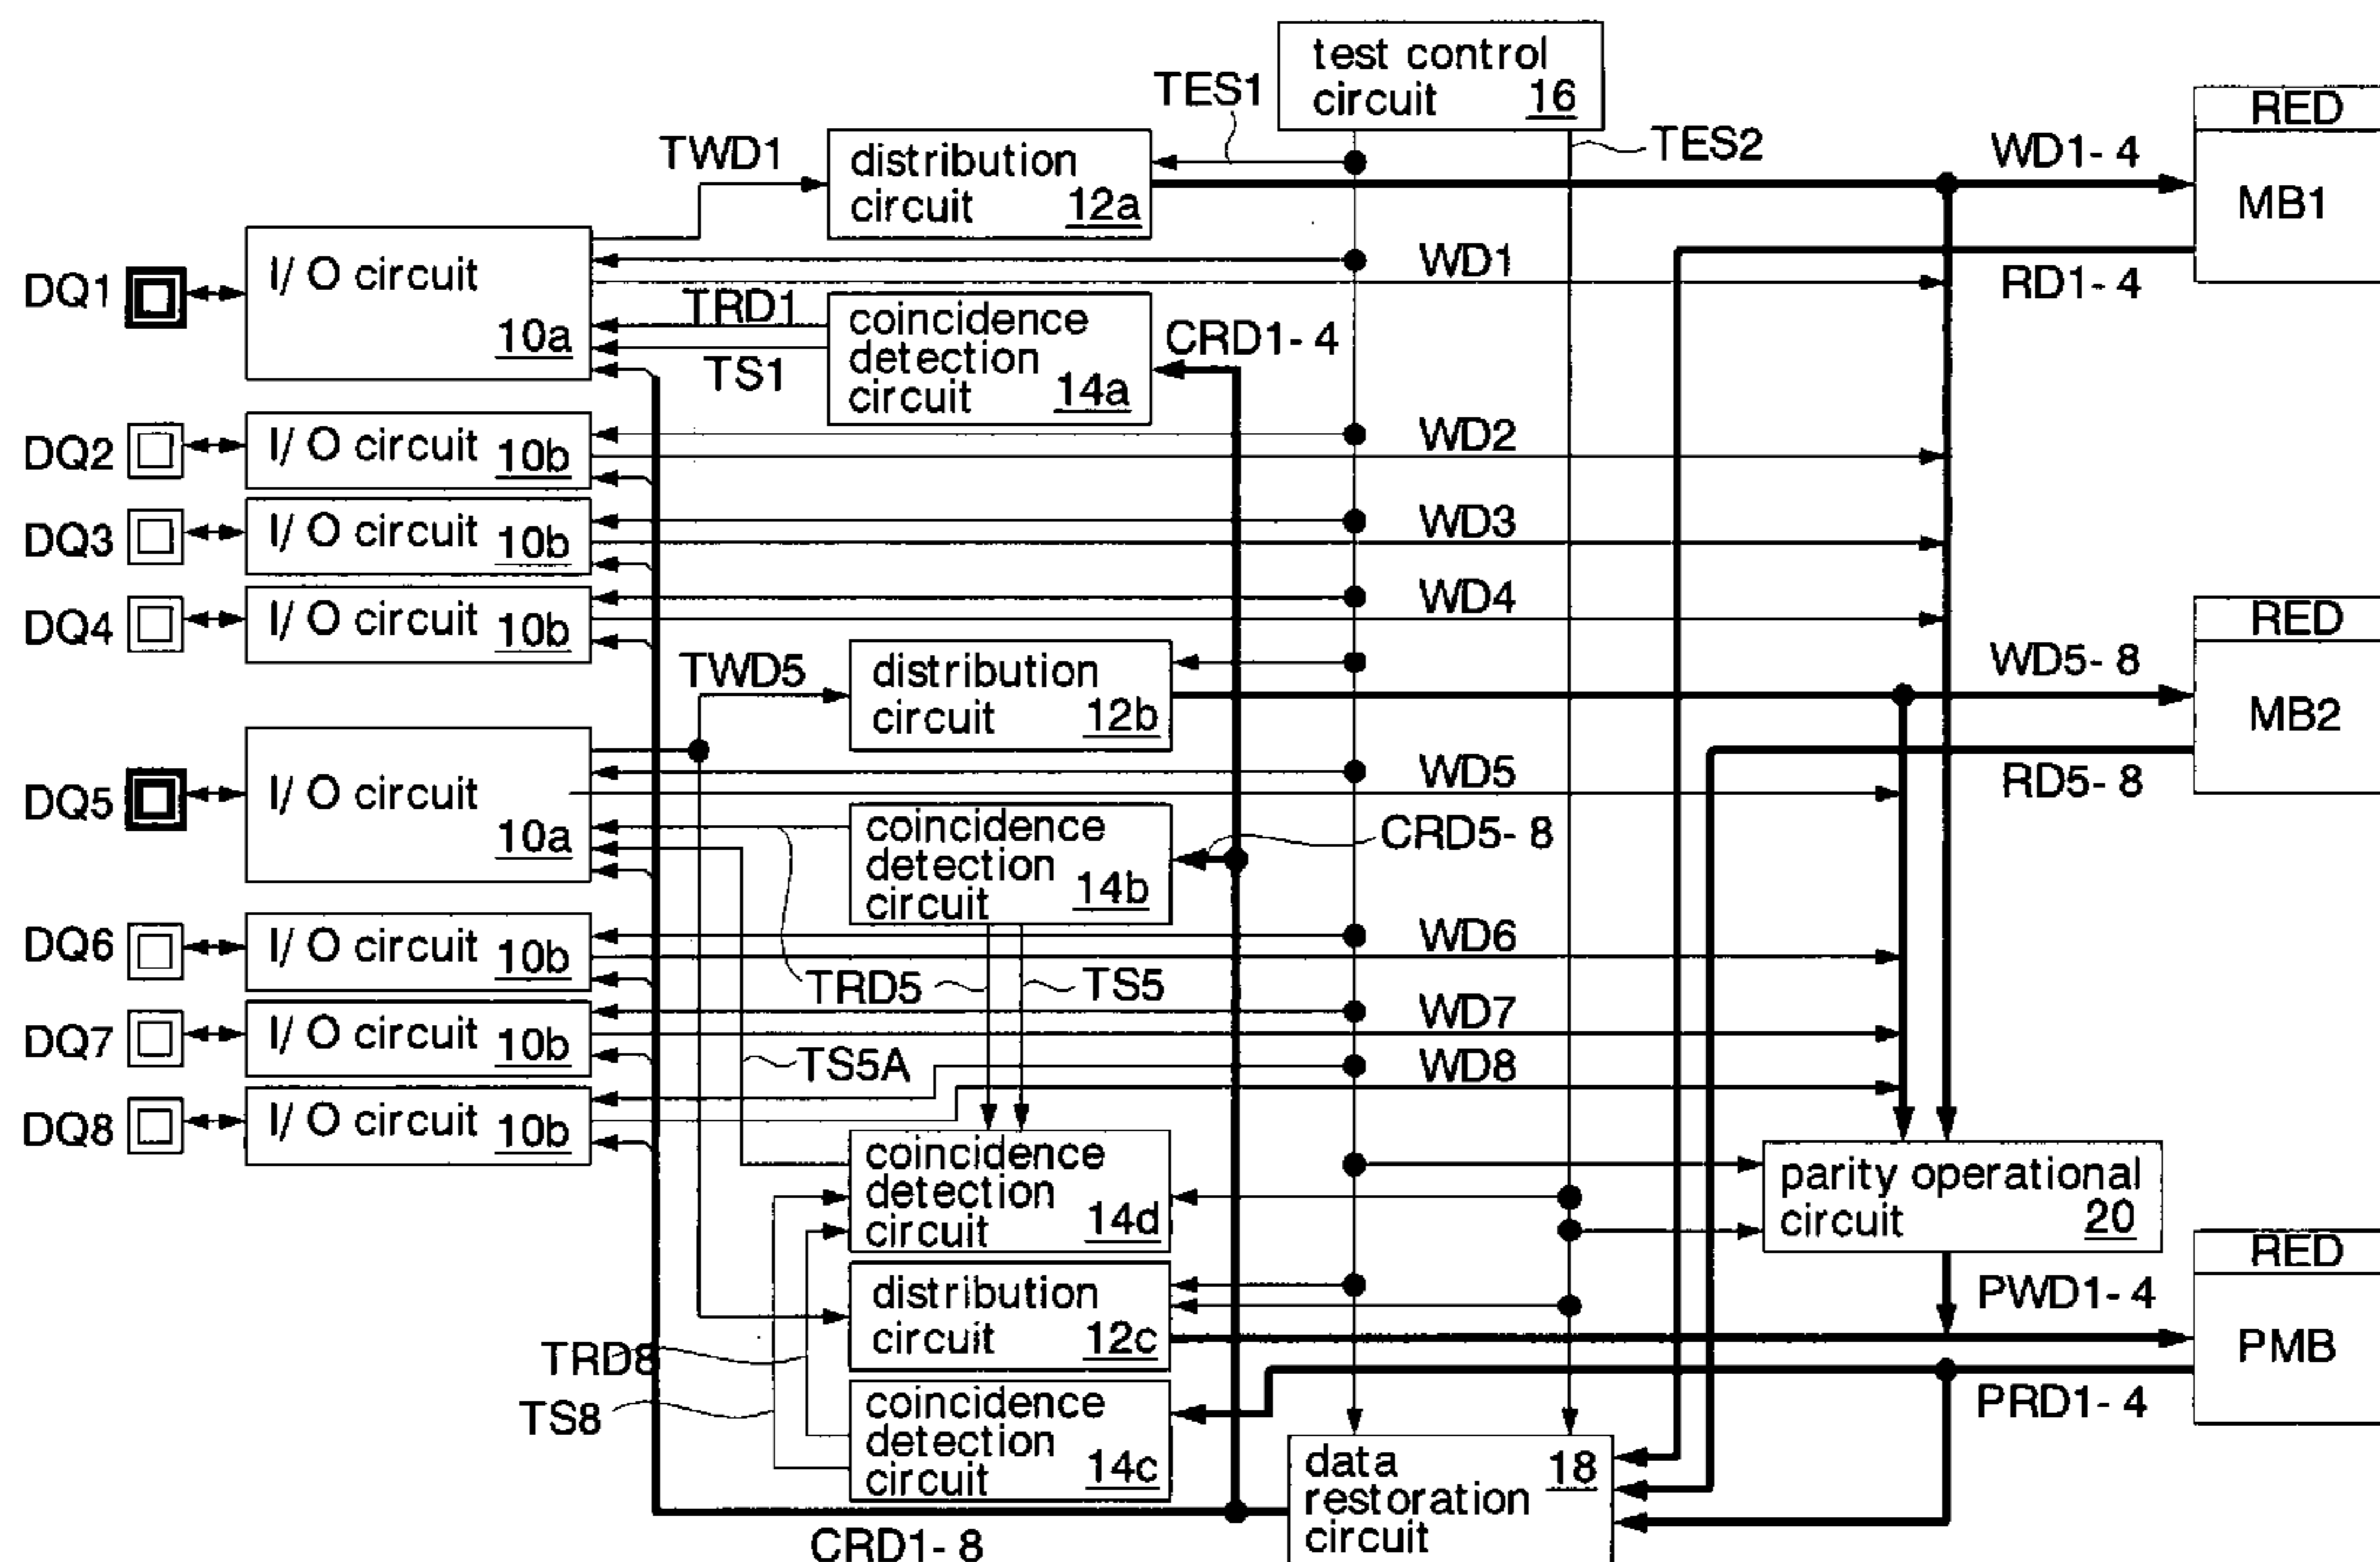 test control
circuit 16
TES1
TES2
RED
WD1- 4
MB1
RD1- 4
TWD1
distribution
circuit 12a
DQ1
I/ O circuit
10a
WD1
TRD1
TS1
coincidence
detection
circuit 14a
CRD1- 4
DQ2
I/ O circuit 10b
WD2
DQ3
I/ O circuit 10b
WD3
DQ4
I/ O circuit 10b
WD4
TWD5
distribution
circuit 12b
RED
WD5- 8
MB2
RD5- 8
DQ5
I/ O circuit
10a
WD5
coincidence
detection
circuit 14b
CRD5- 8
DQ6
I/ O circuit 10b
WD6
TRD5
TS5
DQ7
I/ O circuit 10b
WD7
TS5A
WD8
DQ8
I/ O circuit 10b
coincidence
detection
circuit 14d
parity operational
circuit 20
RED
PWD1- 4
PMB
PRD1- 4
distribution
circuit 12c
TRD8
TS8
coincidence
detection
circuit 14c
data 18
restoration
circuit
CRD1- 8